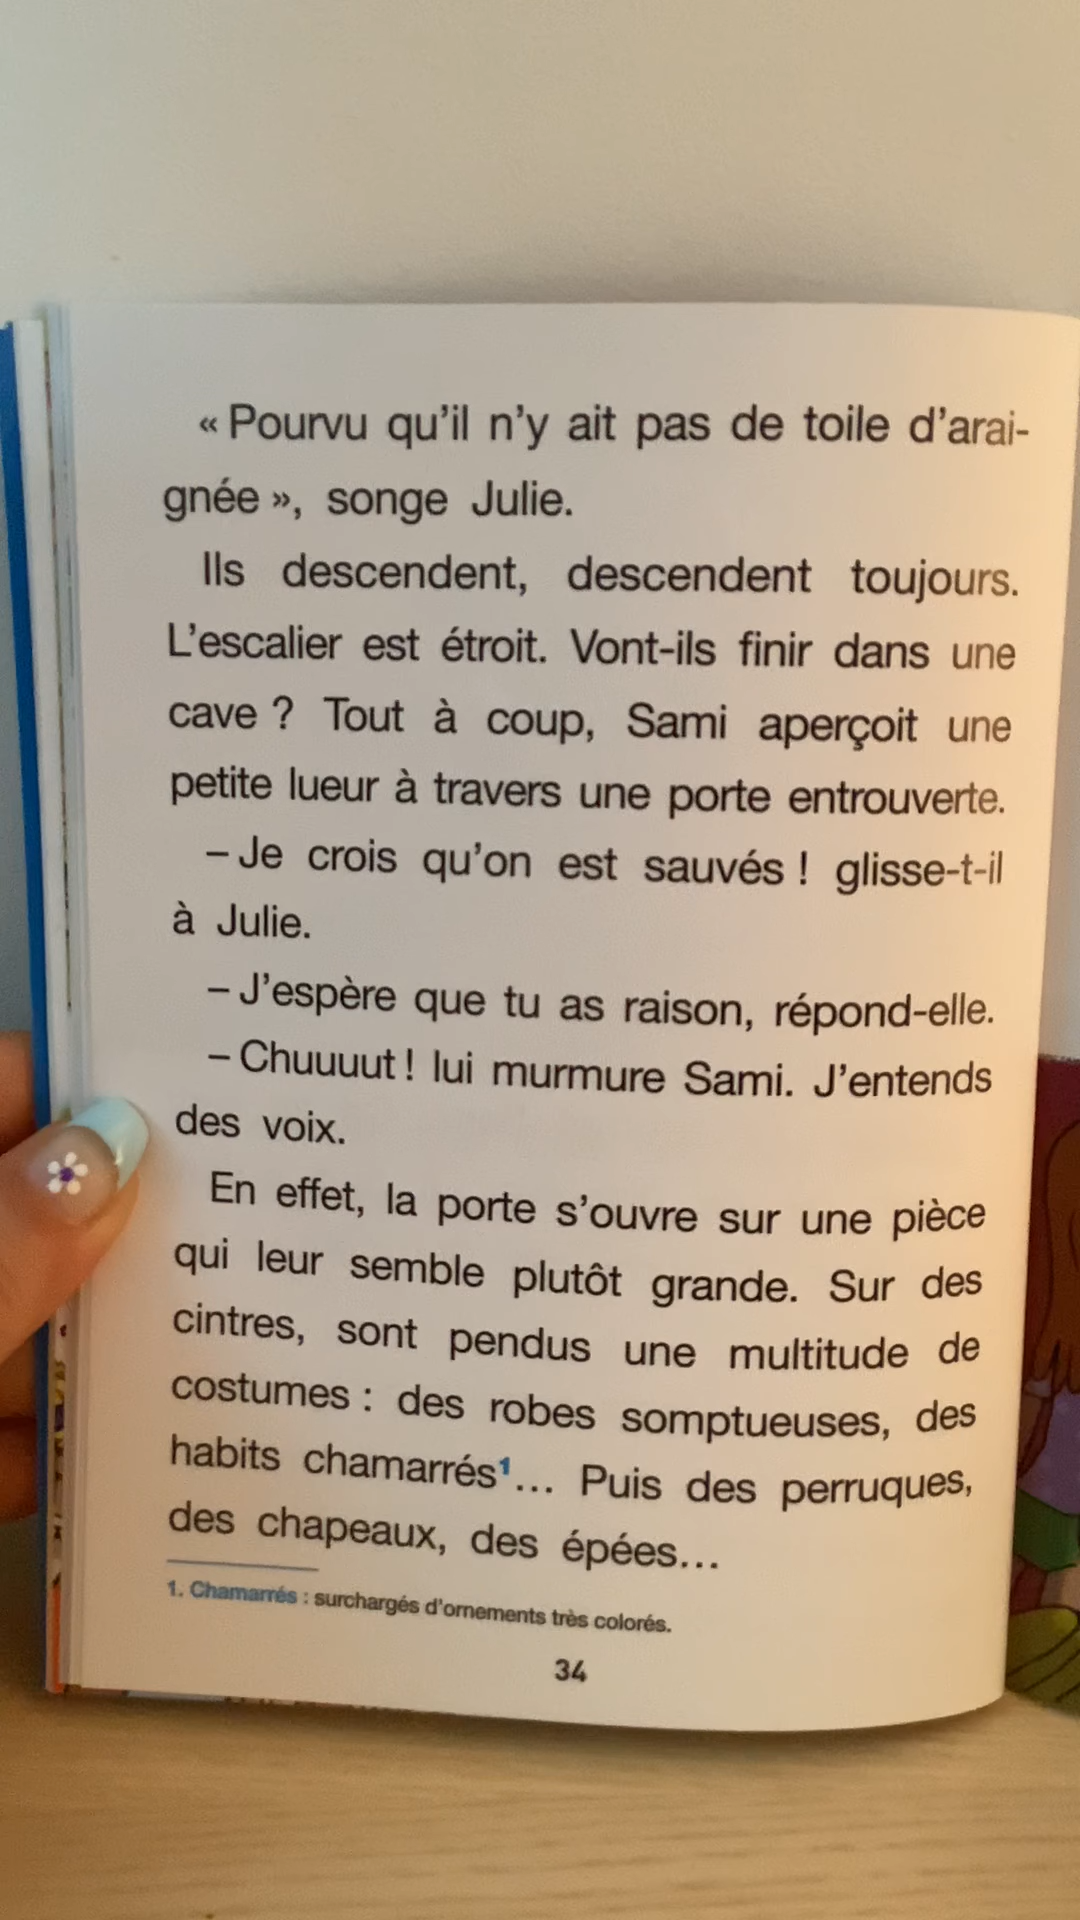 « Pourvu qu'il n'y ait pas de toile d'arai-
gnée », songe Julie.
Ils descendent, descendent toujours.
L'escalier est étroit. Vont-ils finir dans une
cave ? Tout à coup, Sami aperçoit une
petite lueur à travers une porte entrouverte.
– Je crois qu'on est sauvés ! glisse-t-il
à Julie.
– J'espère que tu as raison, répond-elle.
– Chuuuut ! lui murmure Sami. J'entends
des voix.
En effet, la porte s'ouvre sur une pièce
qui leur semble plutôt grande. Sur des
cintres, sont pendus une multitude de
costumes : des robes somptueuses, des
habits chamarrés¹... Puis des perruques,
des chapeaux, des épées...
1. Chamarrés : surchargés d'ornements très colorés.
34